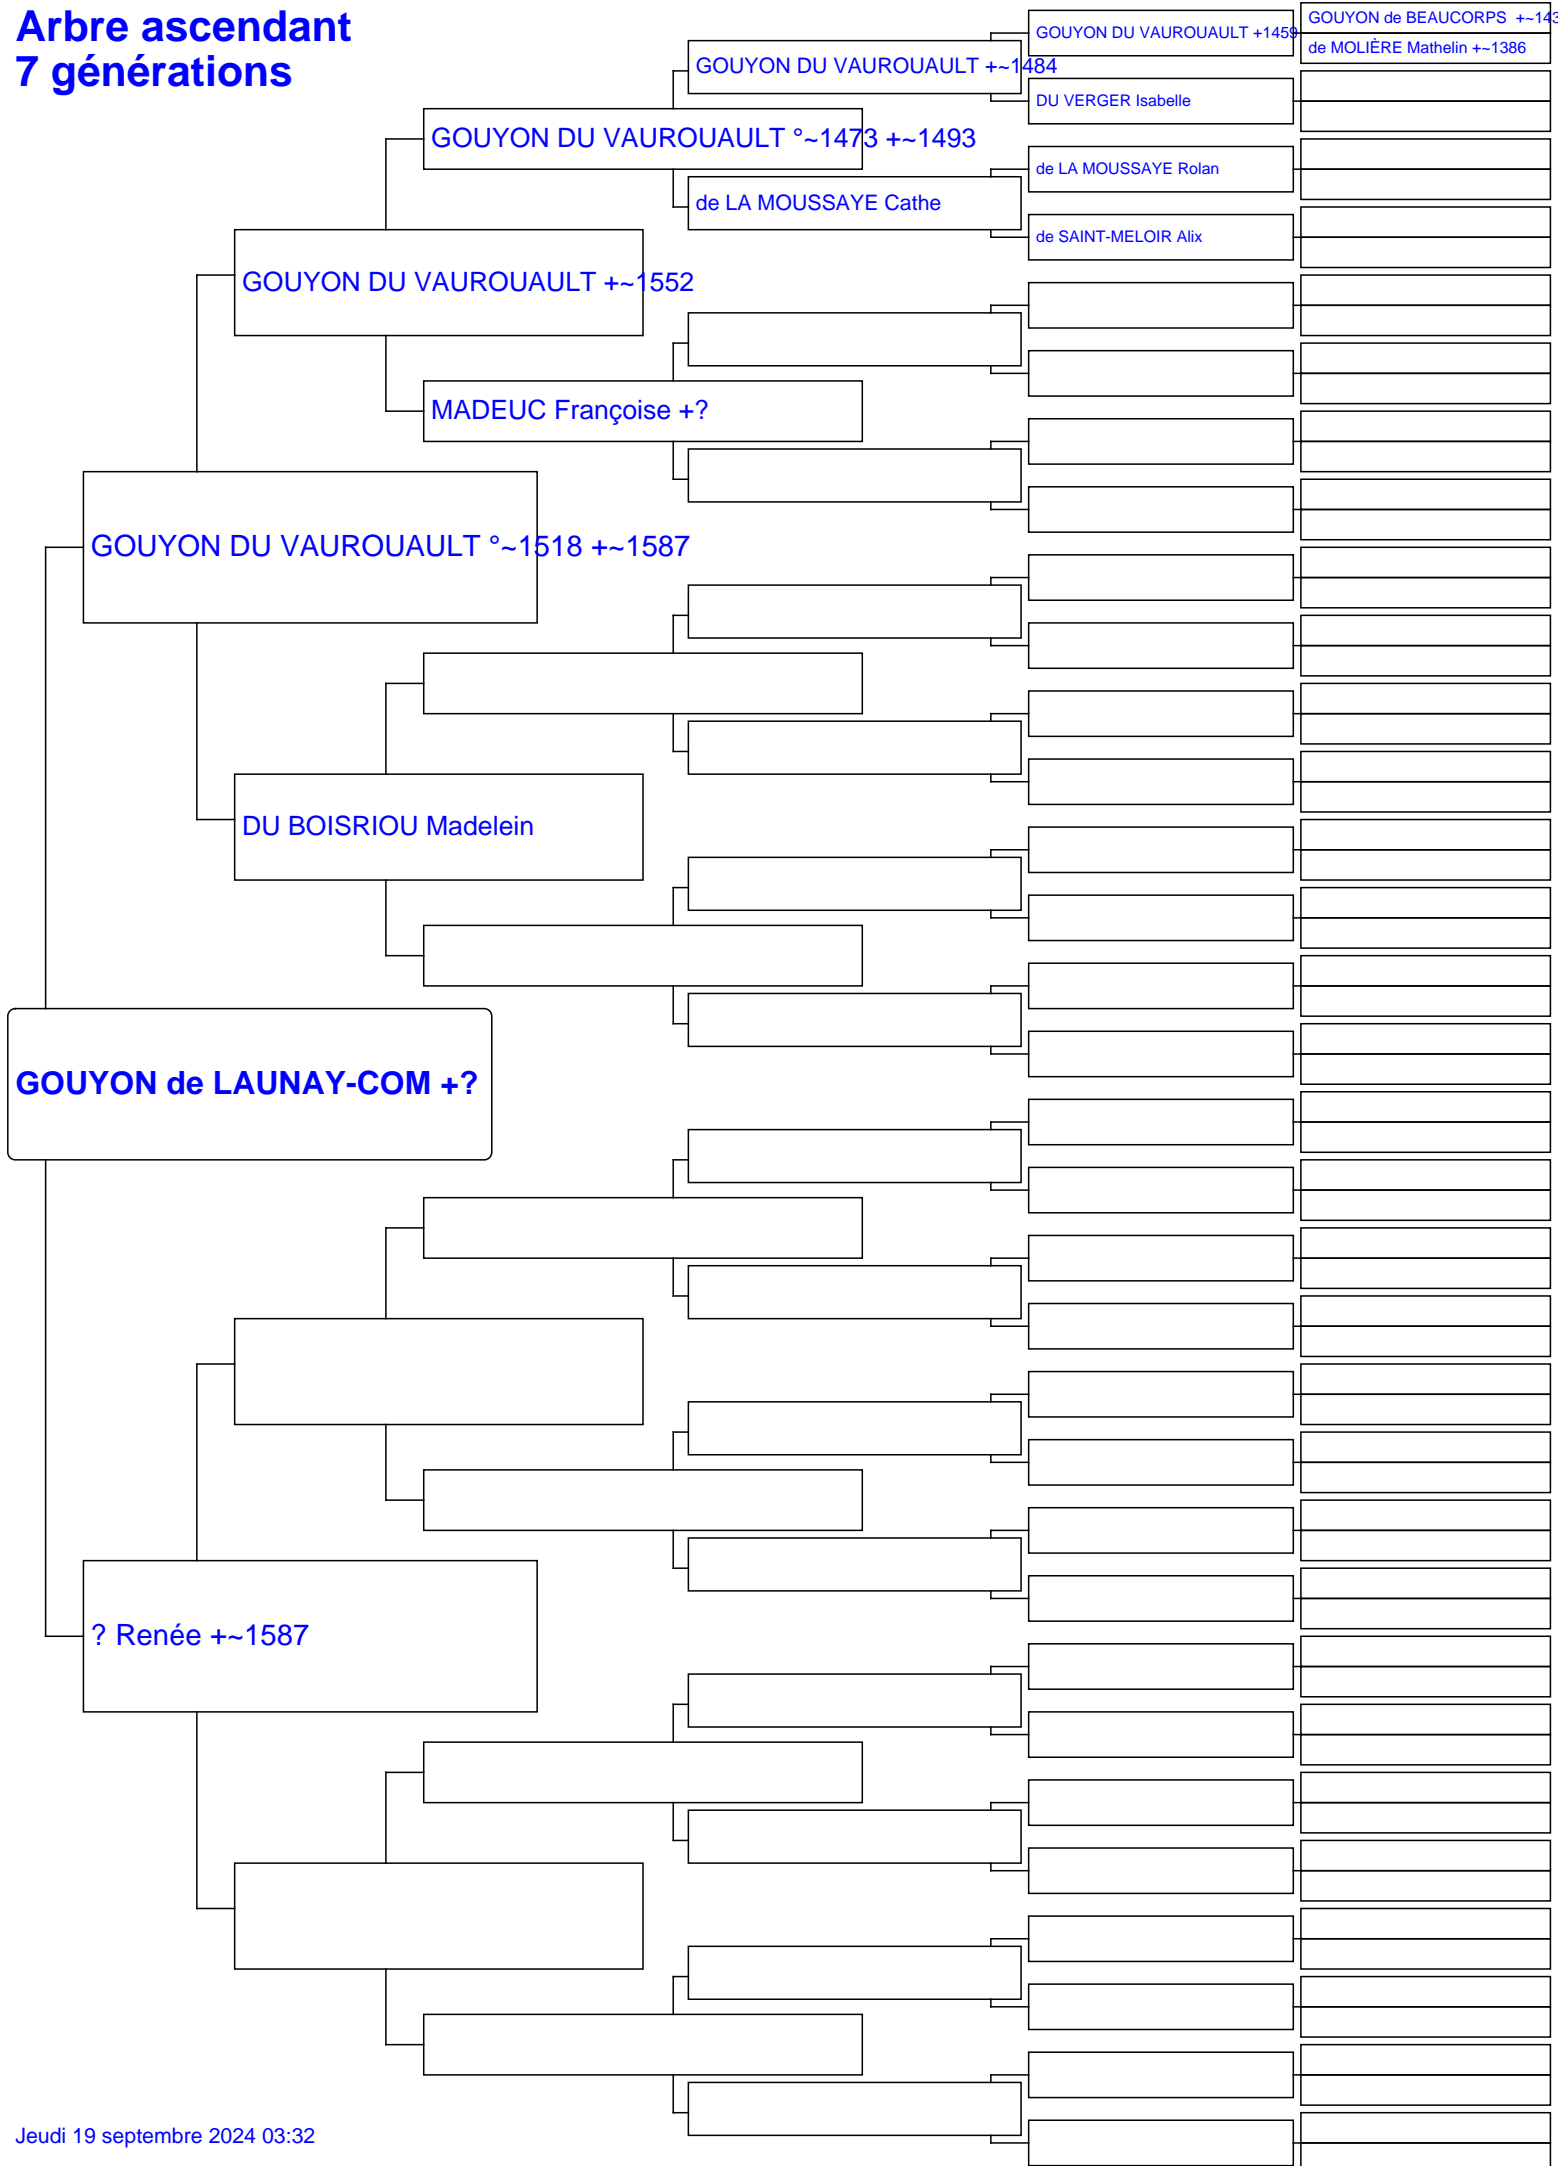 Arbre ascendant
7 générations
GOUYON de BEAUCORPS +~143
GOUYON DU VAUROUAULT +1459
de MOLIÈRE Mathelin +~1386
GOUYON DU VAUROUAULT +~1484
DU VERGER Isabelle
GOUYON DU VAUROUAULT °~1473 +~1493
de LA MOUSSAYE Rolan
de LA MOUSSAYE Cathe
de SAINT-MELOIR Alix
GOUYON DU VAUROUAULT +~1552
MADEUC Françoise +?
GOUYON DU VAUROUAULT °~1518 +~1587
DU BOISRIOU Madelein
GOUYON de LAUNAY-COM +?
? Renée +~1587
Jeudi 19 septembre 2024 03:32